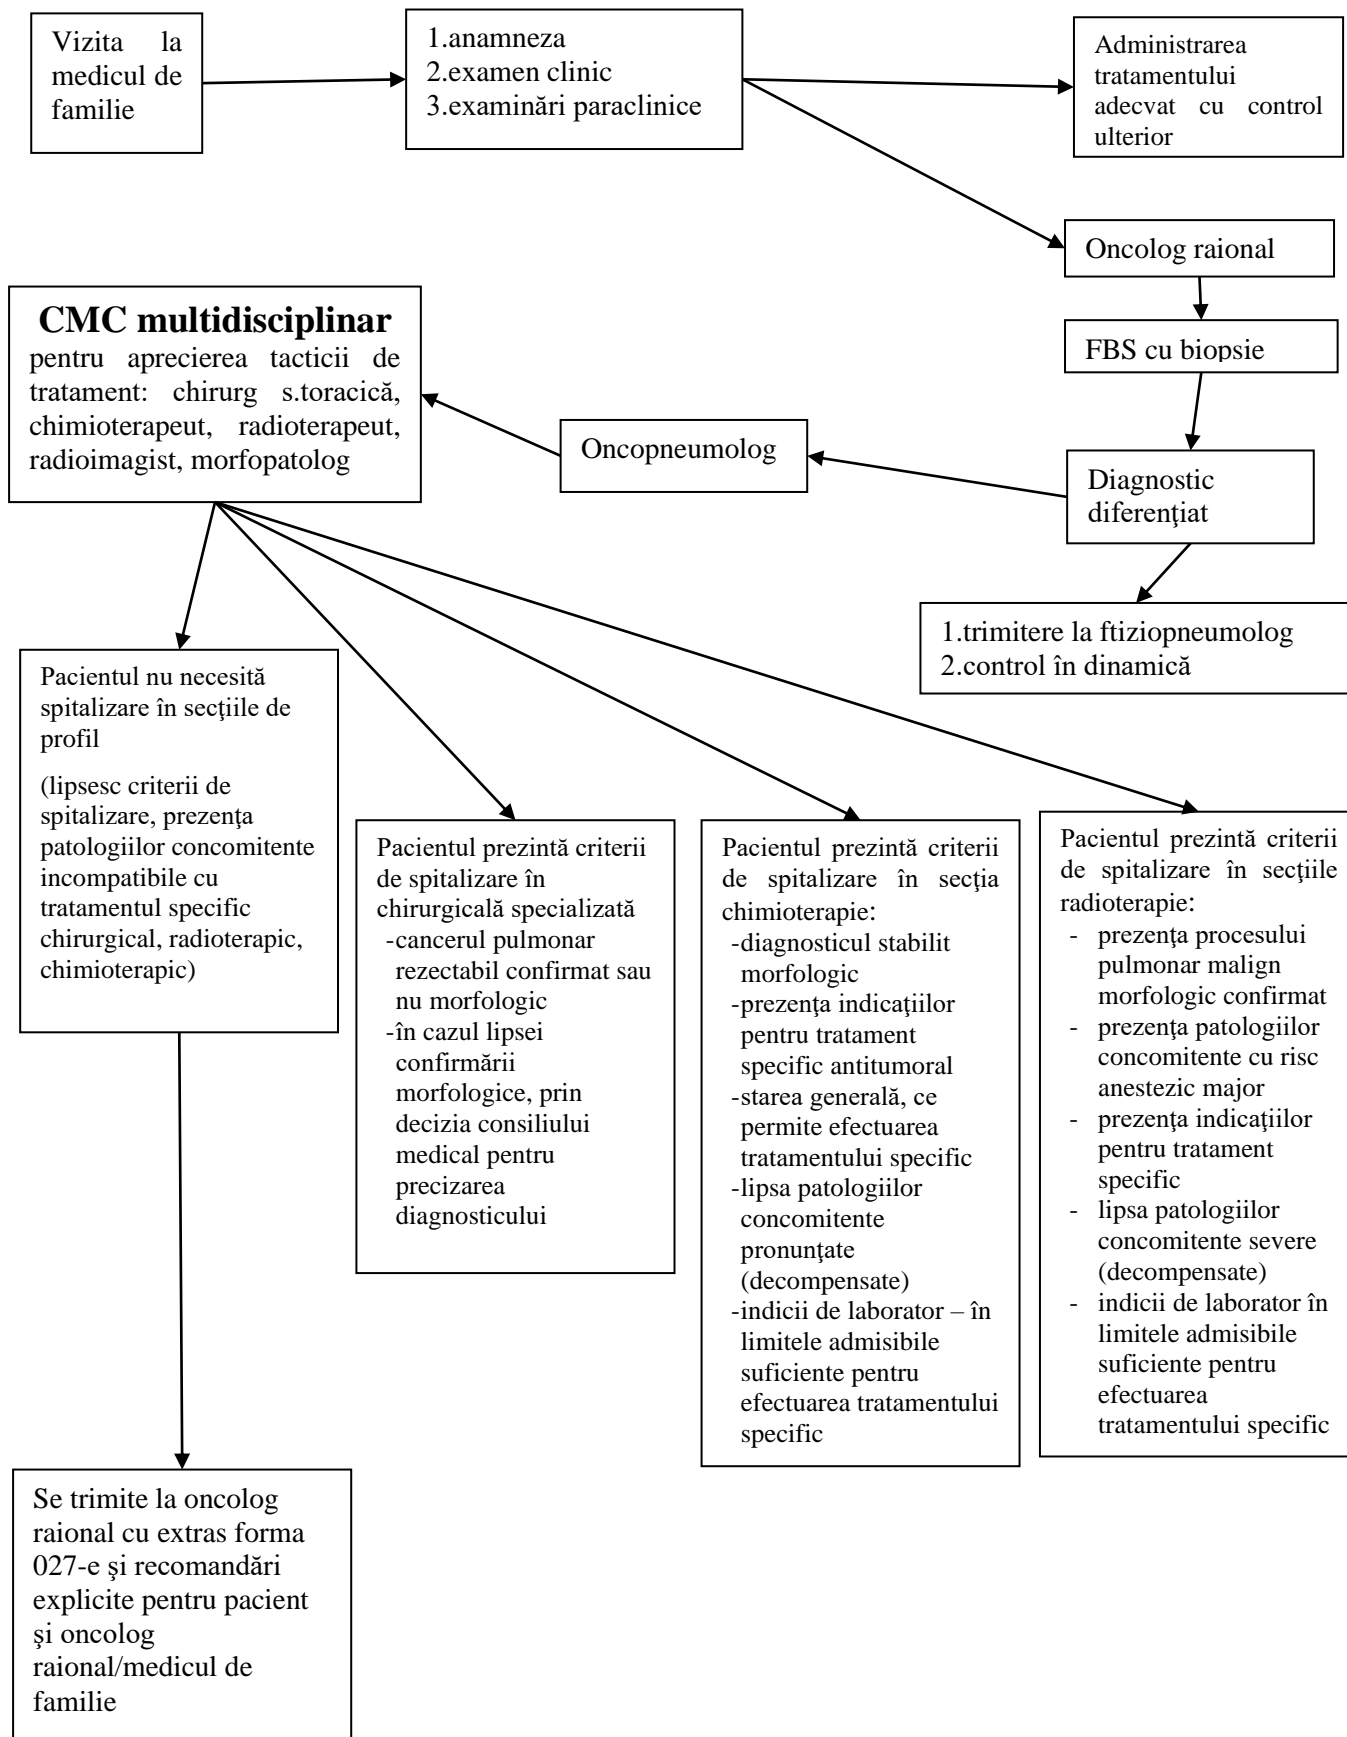 Vizita la
medicul de
familie
1.anamneza
2.examen clinic
3.examinări paraclinice
Administrarea
tratamentului
adecvat cu control
ulterior
Oncolog raional
FBS cu biopsie
Diagnostic
diferenţiat
1.trimitere la ftiziopneumolog
2.control în dinamică
Oncopneumolog
CMC multidisciplinar
pentru aprecierea tacticii de
tratament: chirurg s.toracică,
chimioterapeut, radioterapeut,
radioimagist, morfopatolog
Pacientul nu necesită
spitalizare în secţiile de
profil
(lipsesc criterii de
spitalizare, prezenţa
patologiilor concomitente
incompatibile cu
tratamentul specific
chirurgical, radioterapic,
chimioterapic)
Pacientul prezintă criterii
de spitalizare în
chirurgicală specializată
-cancerul pulmonar
rezectabil confirmat sau
nu morfologic
-în cazul lipsei
confirmării
morfologice, prin
decizia consiliului
medical pentru
precizarea
diagnosticului
Pacientul prezintă criterii
de spitalizare în secţia
chimioterapie:
-diagnosticul stabilit
morfologic
-prezenţa indicaţiilor
pentru tratament
specific antitumoral
-starea generală, ce
permite efectuarea
tratamentului specific
-lipsa patologiilor
concomitente
pronunţate
(decompensate)
-indicii de laborator – în
limitele admisibile
suficiente pentru
efectuarea tratamentului
specific
Pacientul prezintă criterii
de spitalizare în secţiile
radioterapie:
- prezenţa procesului
pulmonar malign
morfologic confirmat
- prezenţa patologiilor
concomitente cu risc
anestezic major
- prezenţa indicaţiilor
pentru tratament
specific
- lipsa patologiilor
concomitente severe
(decompensate)
- indicii de laborator în
limitele admisibile
suficiente pentru
efectuarea
tratamentului specific
Se trimite la oncolog
raional cu extras forma
027-e şi recomandări
explicite pentru pacient
şi oncolog
raional/medicul de
familie